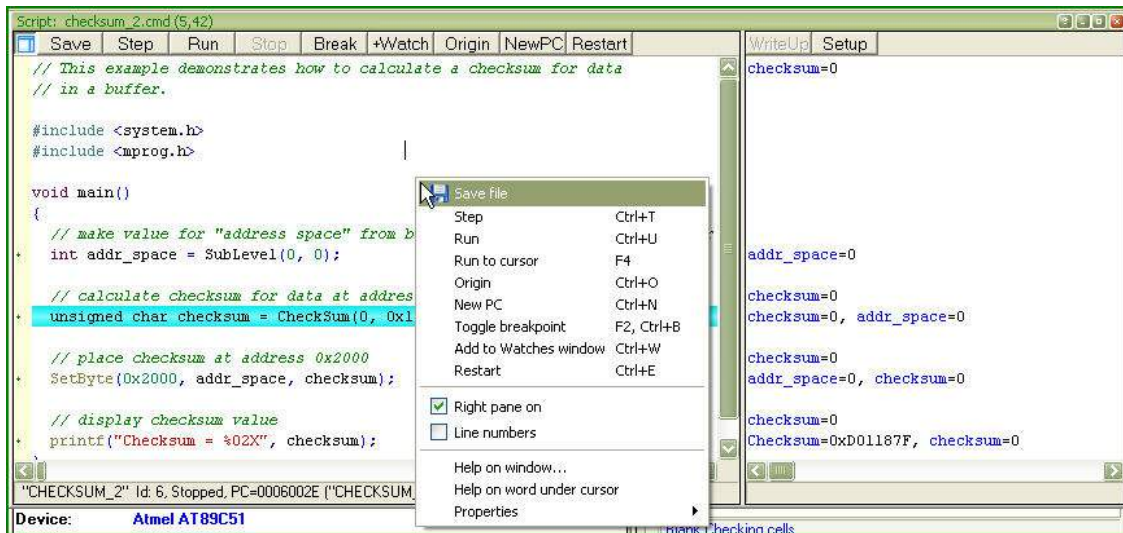 Script: checksum_2.cmd (5,42)
Save Step Run Stop Break +Watch Origin NewPC Restart
// This example demonstrates how to calculate a checksum for data
// in a buffer.
#include <system.h>
#include <mprog.h>
void main()
{
// make value for "address space" from b
int addr_space = SubLevel(0, 0);
// calculate checksum for data at addres
unsigned char checksum = CheckSum(0, 0x1
// place checksum at address 0x2000
SetByte(0x2000, addr_space, checksum);
// display checksum value
printf("Checksum = %02X", checksum);
"CHECKSUM_2" Id: 6, Stopped, PC=0006002E ("CHECKSUM_
Device: Atmel AT89C51
Save file
Step Ctrl+T
Run Ctrl+U
Run to cursor F4
Origin Ctrl+O
New PC Ctrl+N
Toggle breakpoint F2, Ctrl+B
Add to Watches window Ctrl+W
Restart Ctrl+E
Right pane on
Line numbers
Help on window...
Help on word under cursor
Properties
WriteUp Setup
checksum=0
addr_space=0
checksum=0
checksum=0, addr_space=0
checksum=0
addr_space=0, checksum=0
checksum=0
Checksum=0xD01187F, checksum=0
Blank Checking cells